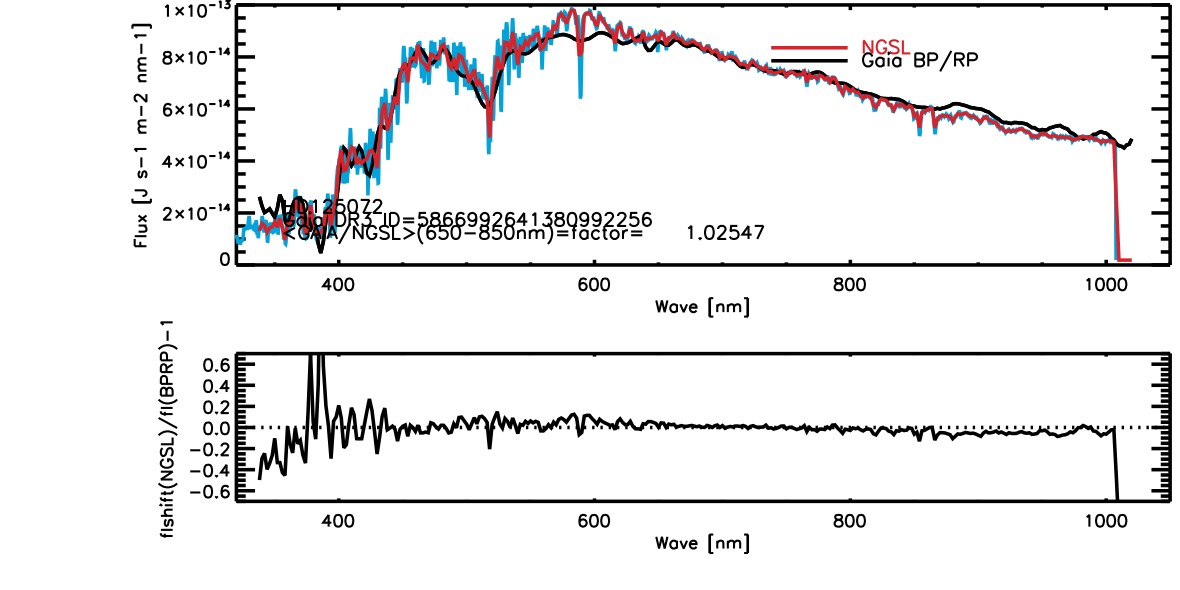 1×10−13
8×10−14
6×10−14
4×10−14
2×10−14
0
Flux [J s−1 m−2 nm−1]
NGSL
Gaia BP/RP
HD125072
Gaia DR3 ID=5866992641380992256
<GAIA/NGSL>(650−850nm)=factor= 1.02547
400 600 800 1000
Wave [nm]
flshift(NGSL)/fl(BPRP)−1
0.6
0.4
0.2
0.0
−0.2
−0.4
−0.6
400 600 800 1000
Wave [nm]